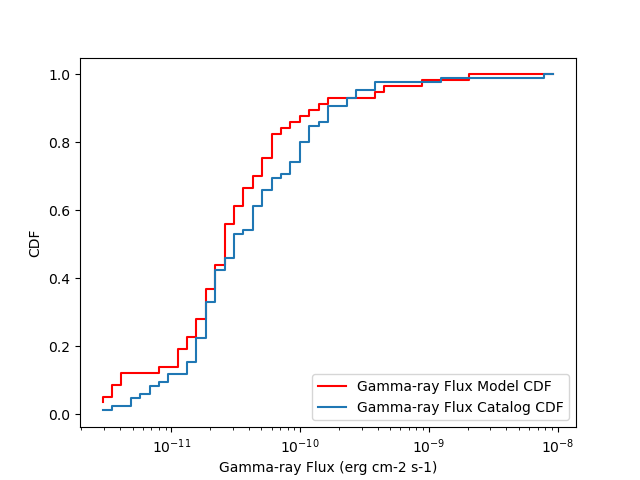 1.0
0.8
0.6
0.4
0.2
0.0
CDF
10⁻¹¹
10⁻¹⁰
10⁻⁹
10⁻⁸
Gamma-ray Flux (erg cm-2 s-1)
Gamma-ray Flux Model CDF
Gamma-ray Flux Catalog CDF